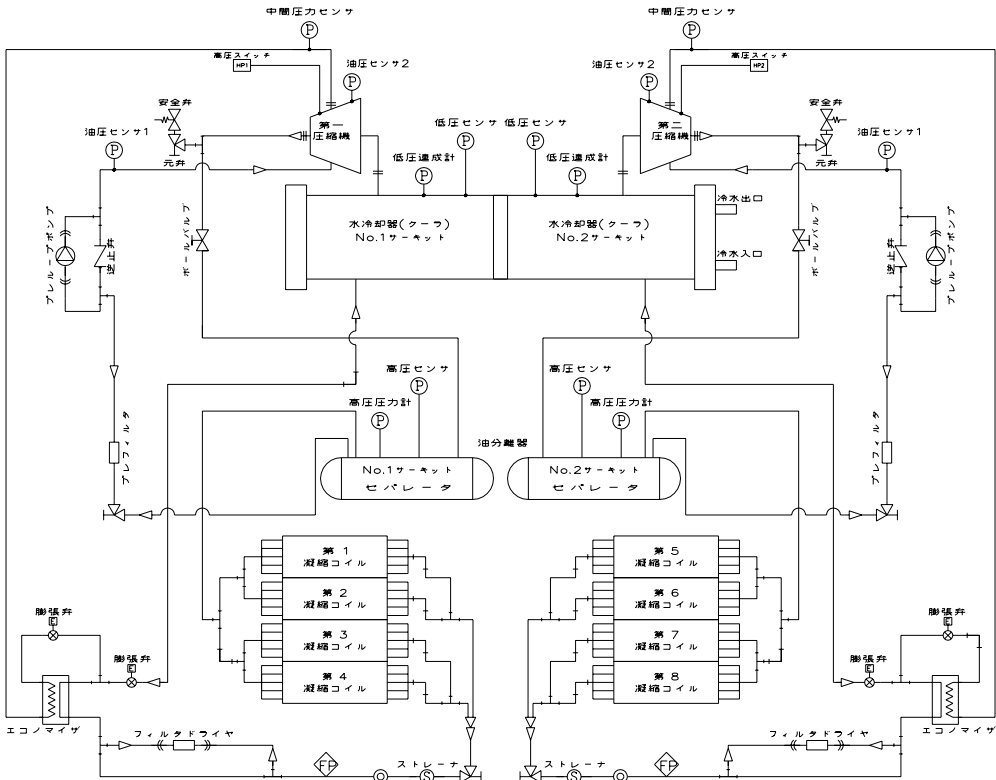 中間圧力センサ
中間圧力センサ
P
P
高圧スイッチ
高圧スイッチ
HP1
HP2
油圧センサ2
油圧センサ2
P
P
安全弁
安全弁
低圧センサ
低圧センサ
油圧センサ1
油圧センサ1
第一
圧縮機
第二
圧縮機
P
P
P
P
元弁
元弁
低圧連成計
低圧連成計
P
P
水冷却器(クーラ)
No.1サーキット
水冷却器(クーラ)
No.2サーキット
冷水出口
冷水入口
プレループポンプ
逆止弁
ボールバルブ
ボールバルブ
逆止弁
プレループポンプ
高圧センサ
高圧センサ
P
P
高圧圧力計
高圧圧力計
P
P
プレフィルタ
プレフィルタ
油分離器
No.1サーキット
セパレータ
No.2サーキット
セパレータ
第 1
凝縮コイル
第 2
凝縮コイル
第 3
凝縮コイル
第 4
凝縮コイル
第 5
凝縮コイル
第 6
凝縮コイル
第 7
凝縮コイル
第 8
凝縮コイル
膨張弁
E
膨張弁
E
膨張弁
E
膨張弁
E
エコノマイザ
エコノマイザ
フィルタドライヤ
フィルタドライヤ
FP
FP
ストレーナ
ストレーナ
S
S